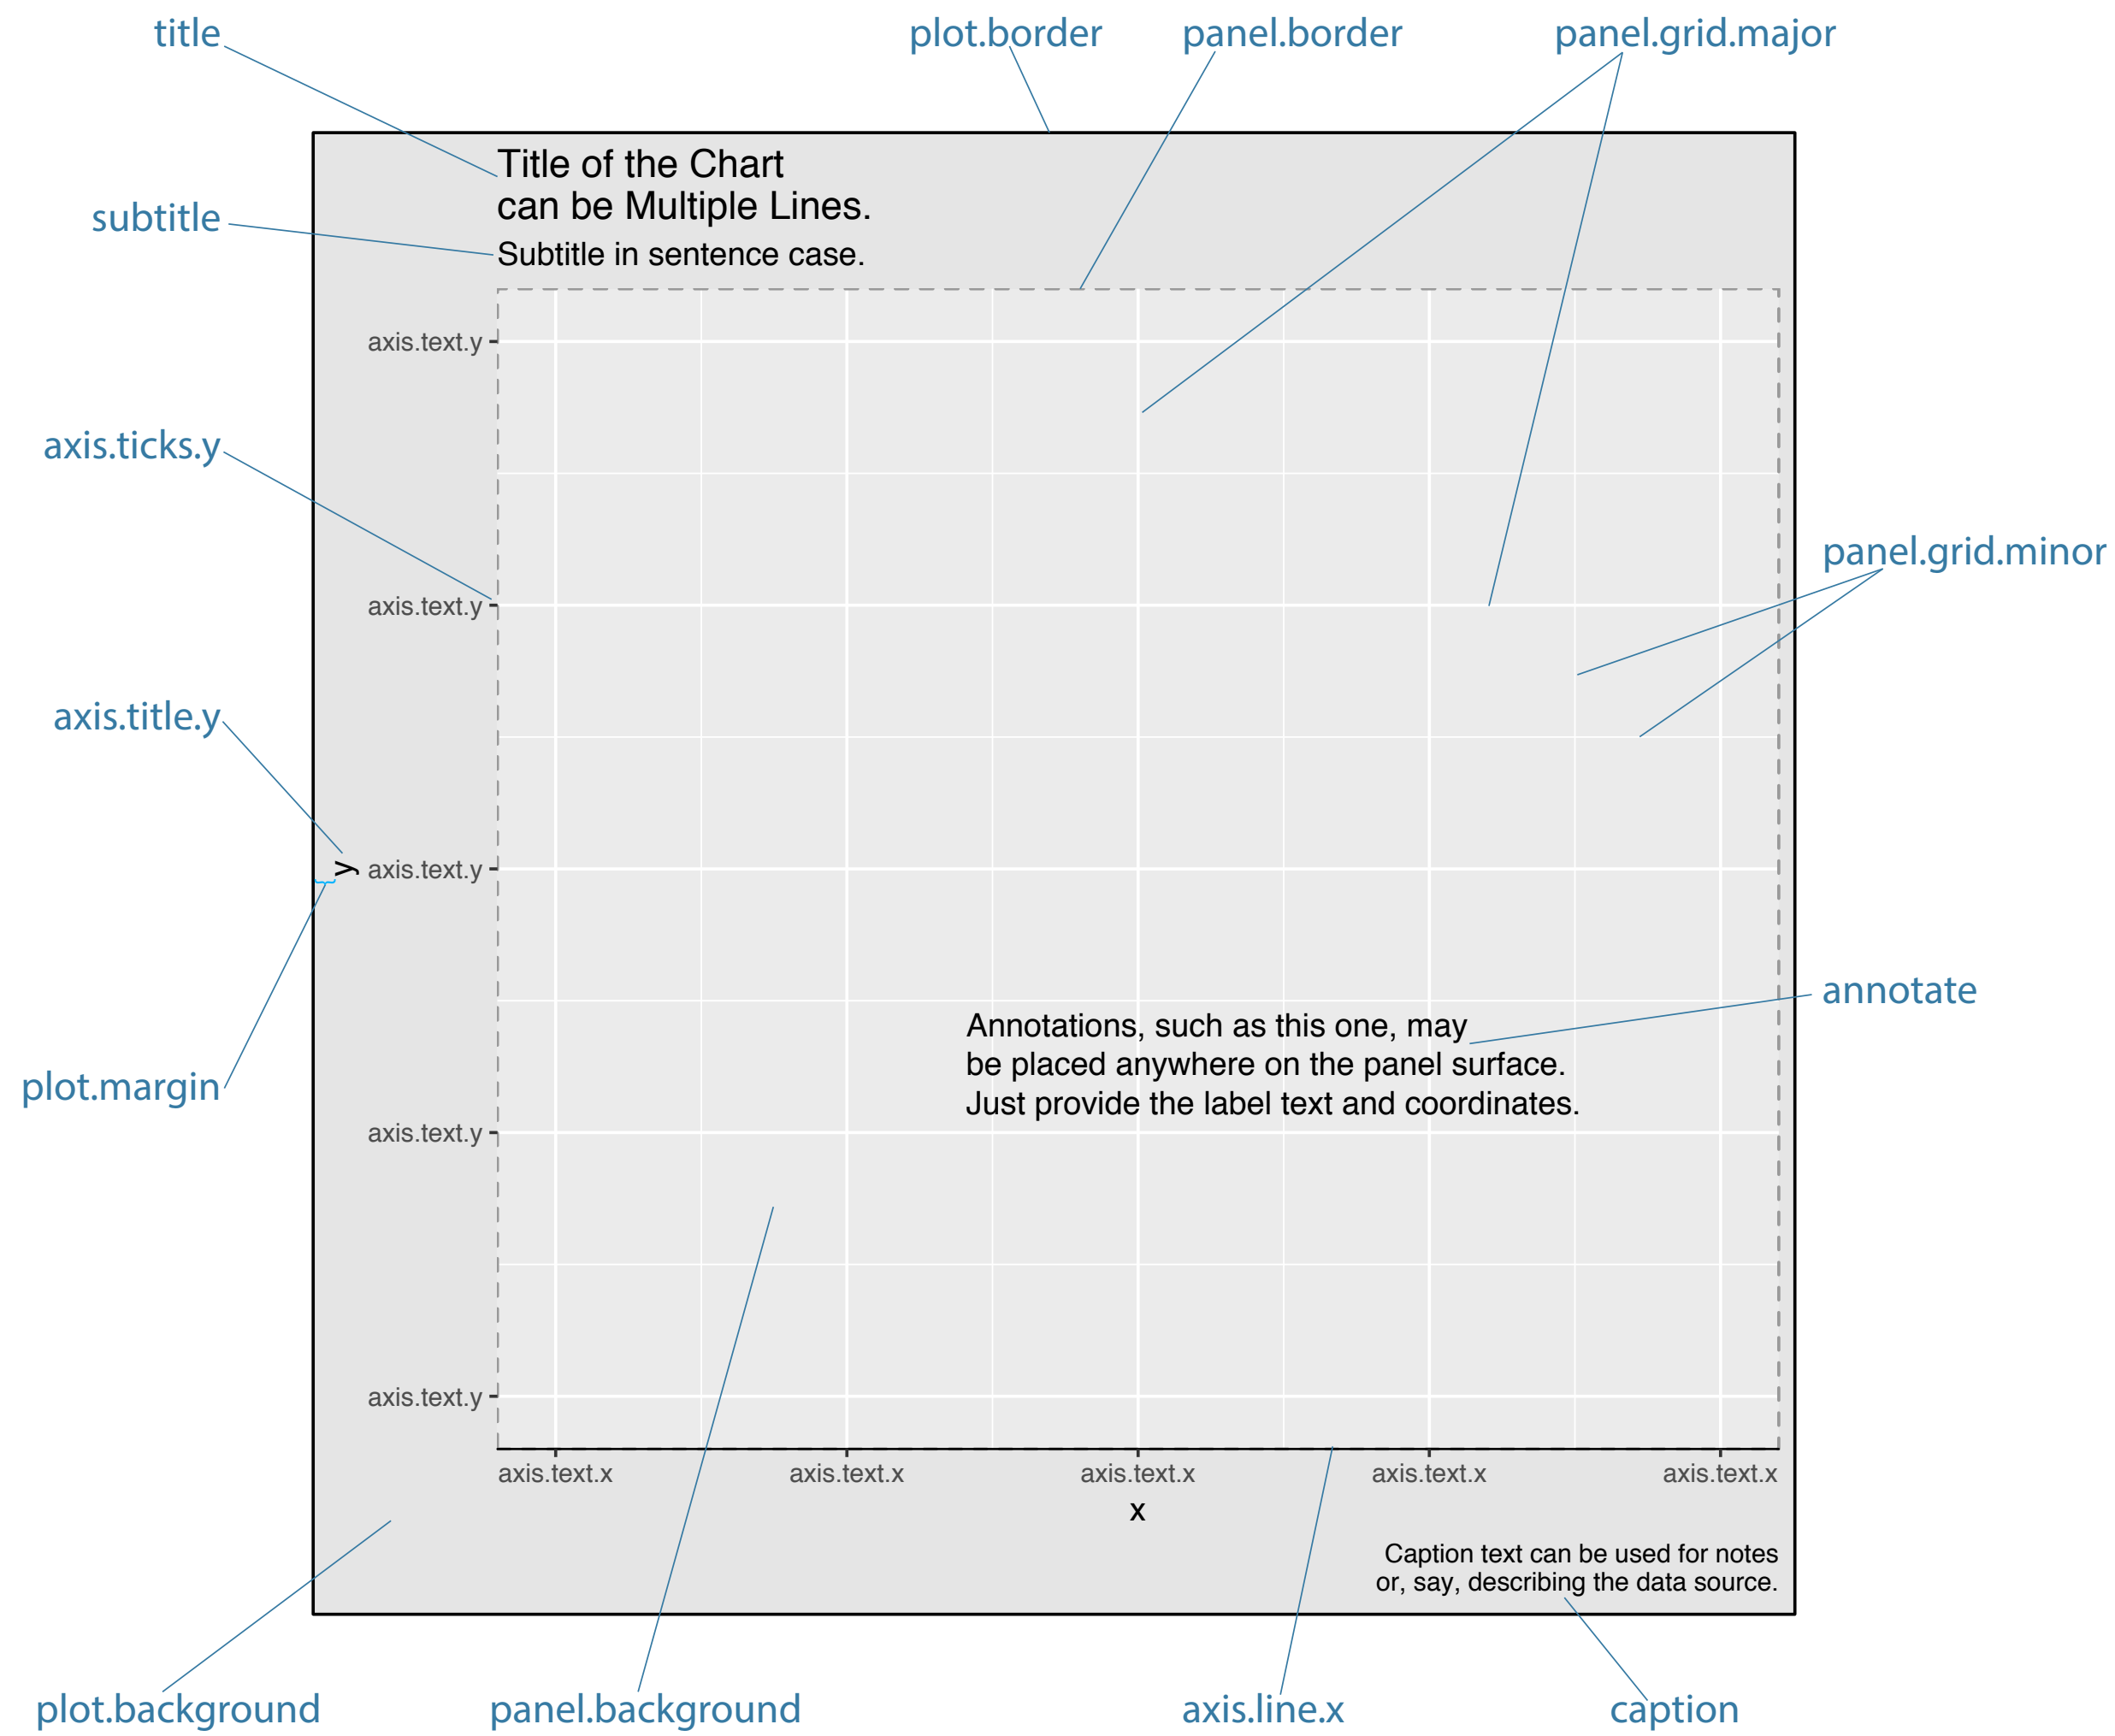 title
plot.border
panel.border
panel.grid.major
Title of the Chart
can be Multiple Lines.
subtitle
Subtitle in sentence case.
axis.text.y
axis.ticks.y
panel.grid.minor
axis.text.y
axis.title.y
y
axis.text.y
annotate
Annotations, such as this one, may
be placed anywhere on the panel surface.
Just provide the label text and coordinates.
plot.margin
axis.text.y
axis.text.y
axis.text.x
axis.text.x
axis.text.x
axis.text.x
axis.text.x
x
Caption text can be used for notes
or, say, describing the data source.
plot.background
panel.background
axis.line.x
caption